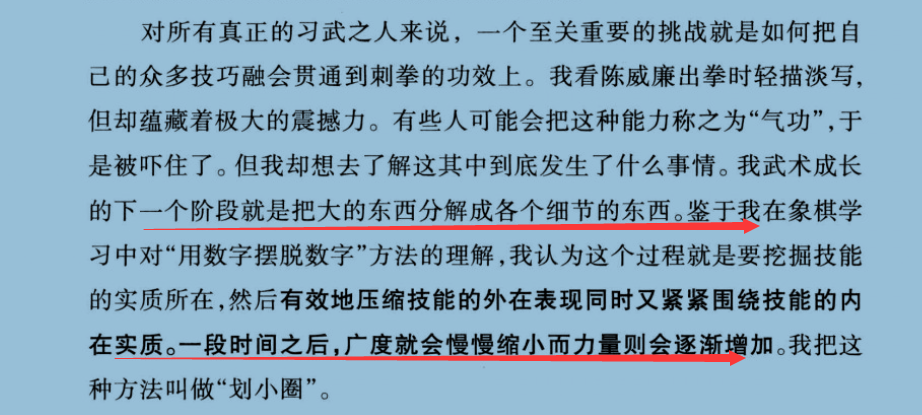 对所有真正的习武之人来说，一个至关重要的挑战就是如何把自
己的众多技巧融会贯通到刺拳的功效上。我看陈威廉出拳时轻描淡写，
但却蕴藏着极大的震撼力。有些人可能会把这种能力称之为“气功”，于
是被吓住了。但我却想去了解这其中到底发生了什么事情。我武术成长
的下一个阶段就是把大的东西分解成各个细节的东西。鉴于我在象棋学
习中对“用数字摆脱数字”方法的理解，我认为这个过程就是要挖掘技能
的实质所在，然后有效地压缩技能的外在表现同时又紧紧围绕技能的内
在实质。一段时间之后，广度就会慢慢缩小而力量则会逐渐增加。我把这
种方法叫做“划小圈”。